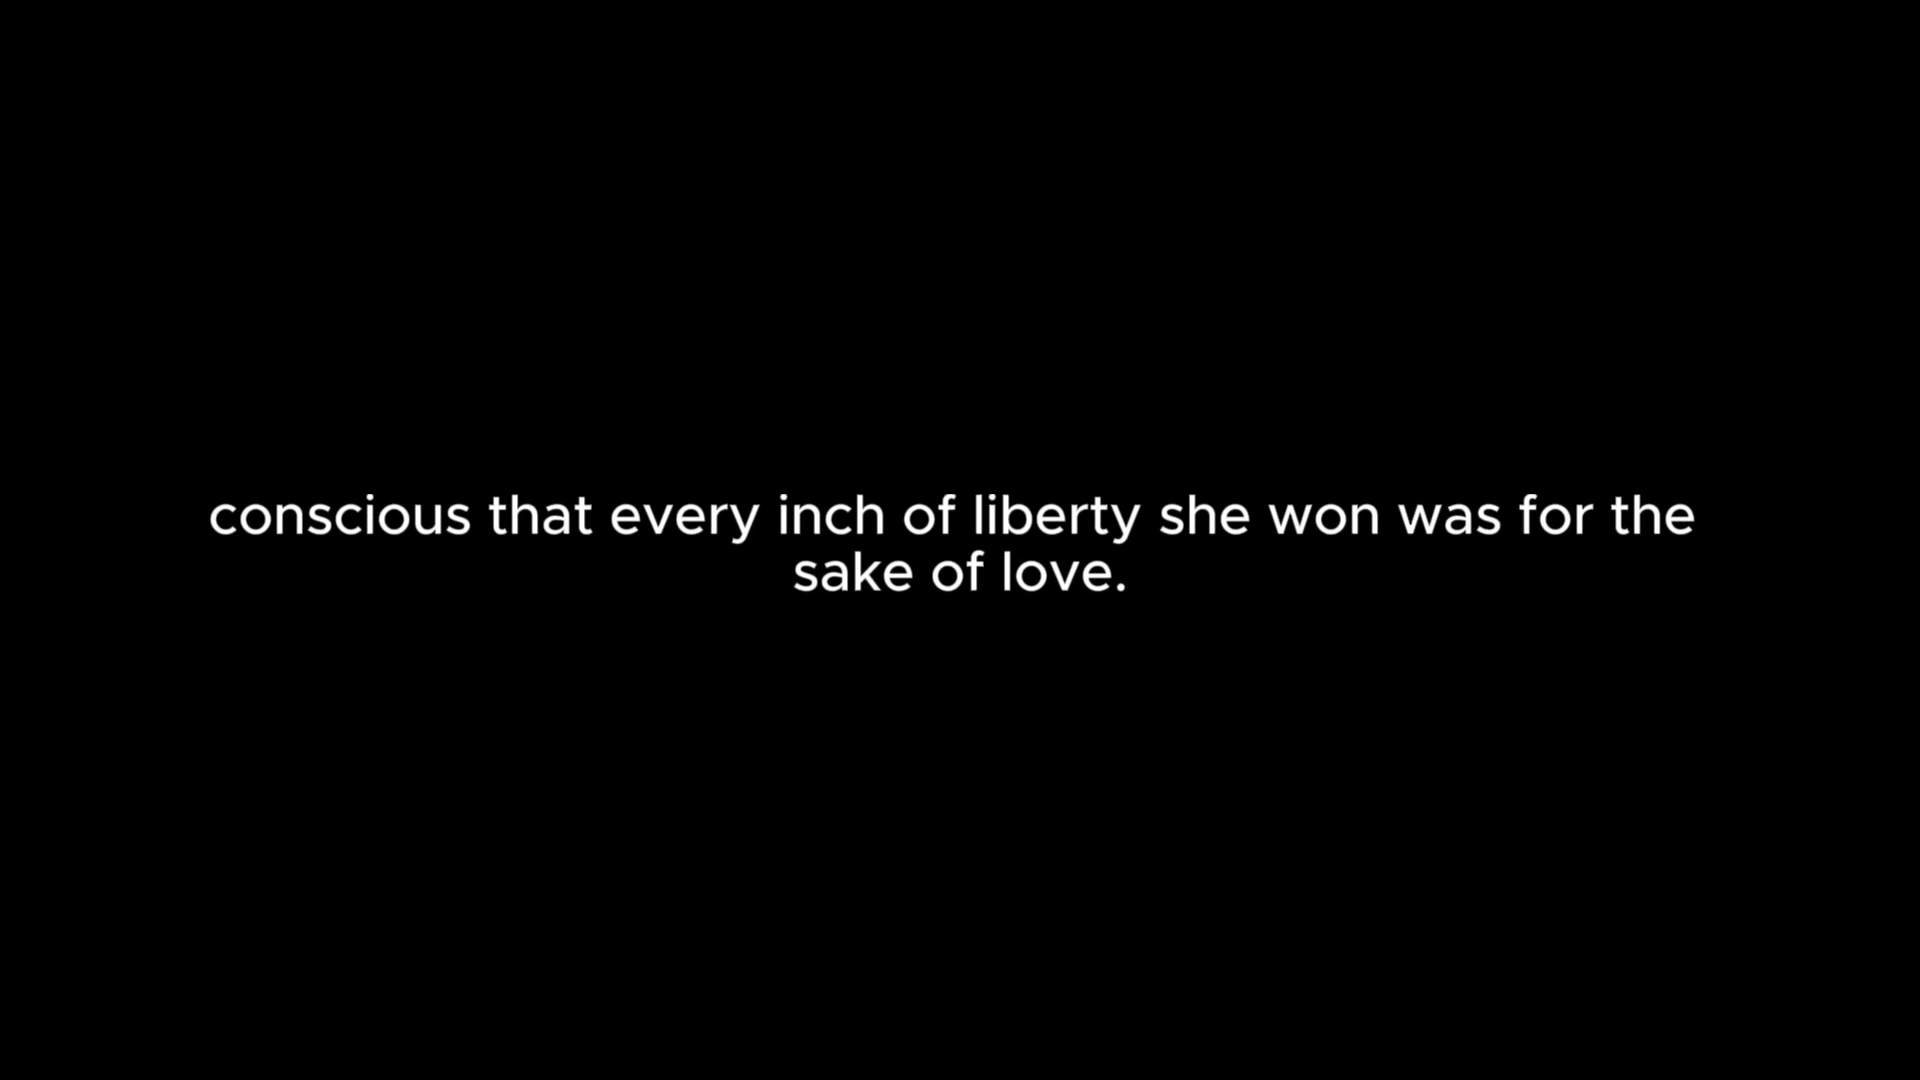 conscious that every inch of liberty she won was for the
sake of love.